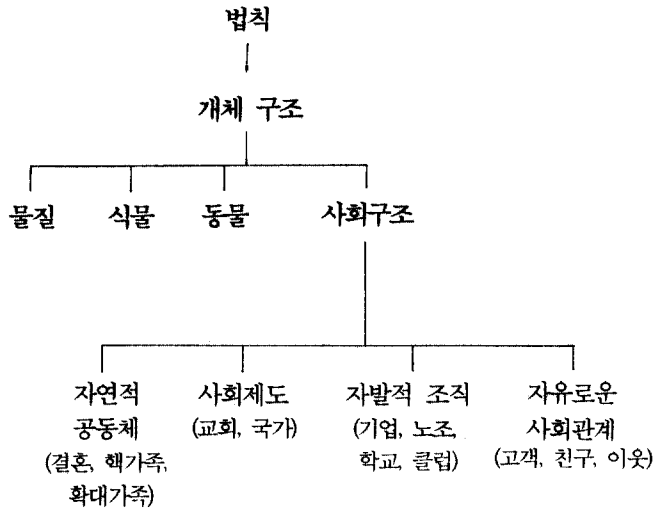 법칙
개체 구조
물질 식물 동물 사회구조
자연적 사회제도 자발적 조직 자유로운
공동체 (교회, 국가) (기업, 노조, 사회관계
(결혼, 핵가족, 학교, 클럽) (고객, 친구, 이웃)
확대가족)